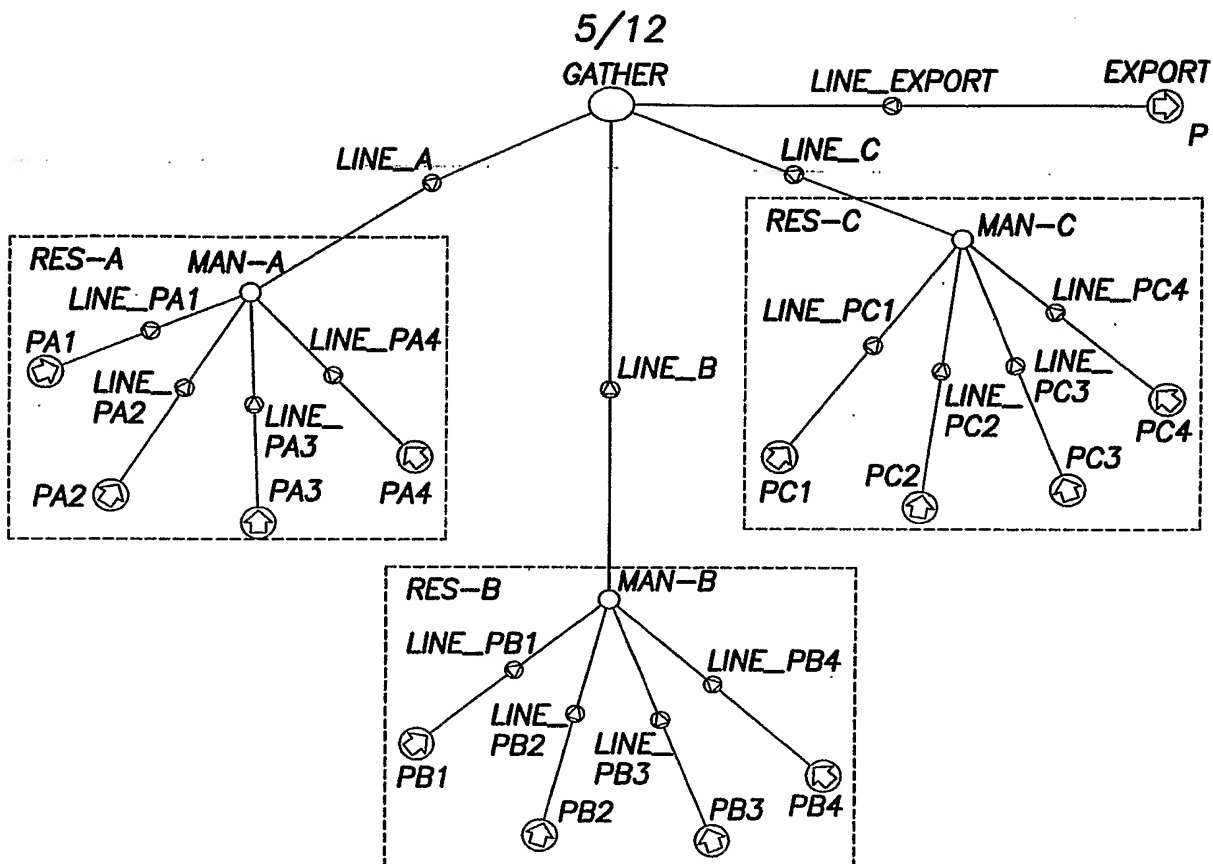 5/12
GATHER
LINE_EXPORT
EXPORT
P
LINE_A
LINE_C
RES-A
MAN-A
LINE_PA1
PA1
LINE_
PA2
LINE_
PA3
LINE_PA4
PA2
PA3
PA4
LINE_B
RES-C
MAN-C
LINE_PC1
LINE_PC4
LINE_
PC2
LINE_
PC3
PC1
PC2
PC3
PC4
RES-B
MAN-B
LINE_PB1
LINE_PB4
LINE_
PB2
LINE_
PB3
PB1
PB2
PB3
PB4